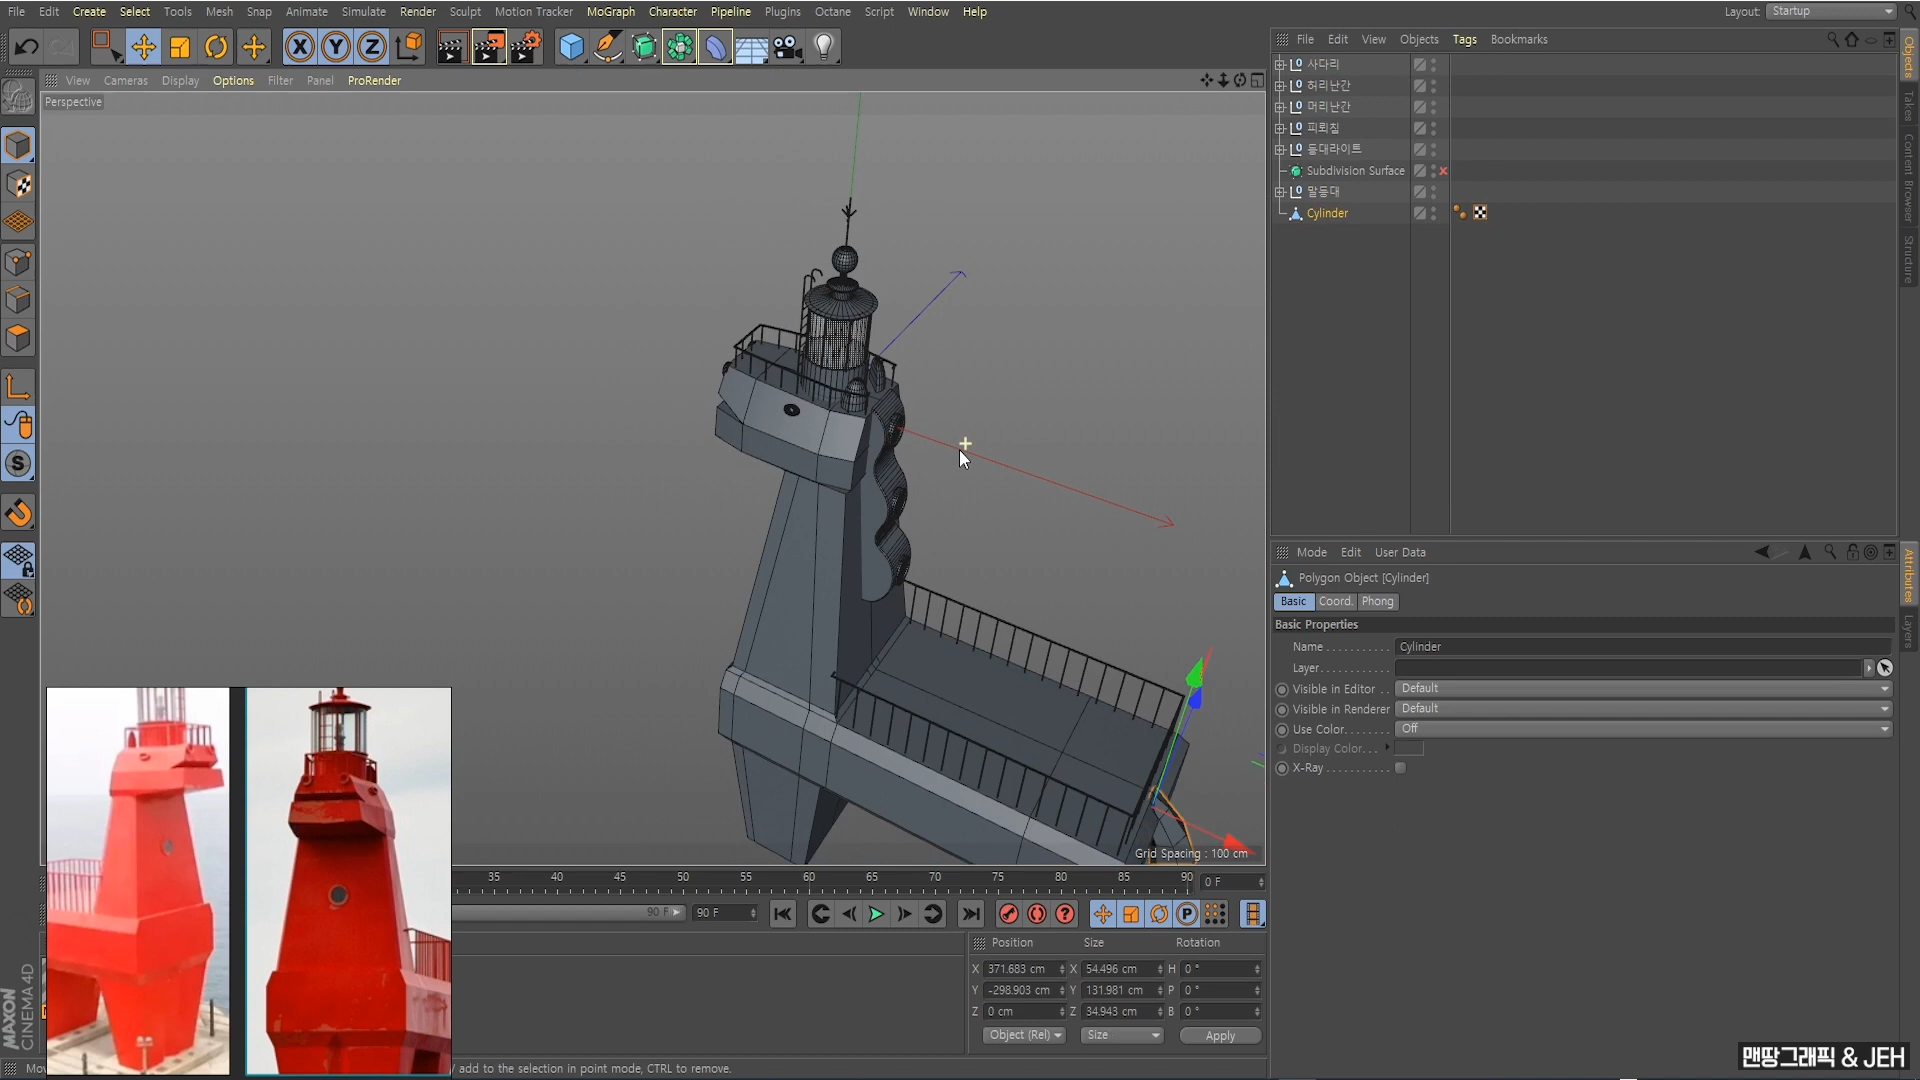 File Edit Create Select Tools Mesh Snap Animate Simulate Render Sculpt Motion Tracker MoGraph Character Pipeline Plugins Octane Script Window Help
Layout: Startup
File Edit View Objects Tags Bookmarks
View Cameras Display Options Filter Panel ProRender
Perspective
사다리
허리난간
머리난간
피뢰침
등대라이트
Subdivision Surface
말등대
Cylinder
Objects
Takes
Content Browser
Structure
Mode Edit User Data
Polygon Object [Cylinder]
Basic Coord. Phong
Basic Properties
Name Cylinder
Layer
Visible in Editor Default
Visible in Renderer Default
Use Color Off
Display Color
X-Ray
Attributes
Layers
Grid Spacing : 100 cm
35 40 45 50 55 60 65 70 75 80 85 90
0 F
90 F 90 F
Position Size Rotation
X 371.683 cm X 54.496 cm H 0 °
Y -298.903 cm Y 131.981 cm P 0 °
Z 0 cm Z 34.943 cm B 0 °
Object (Rel) Size Apply
add to the selection in point mode, CTRL to remove.
MAXON
CINEMA 4D
맨땅그래픽 & JEH